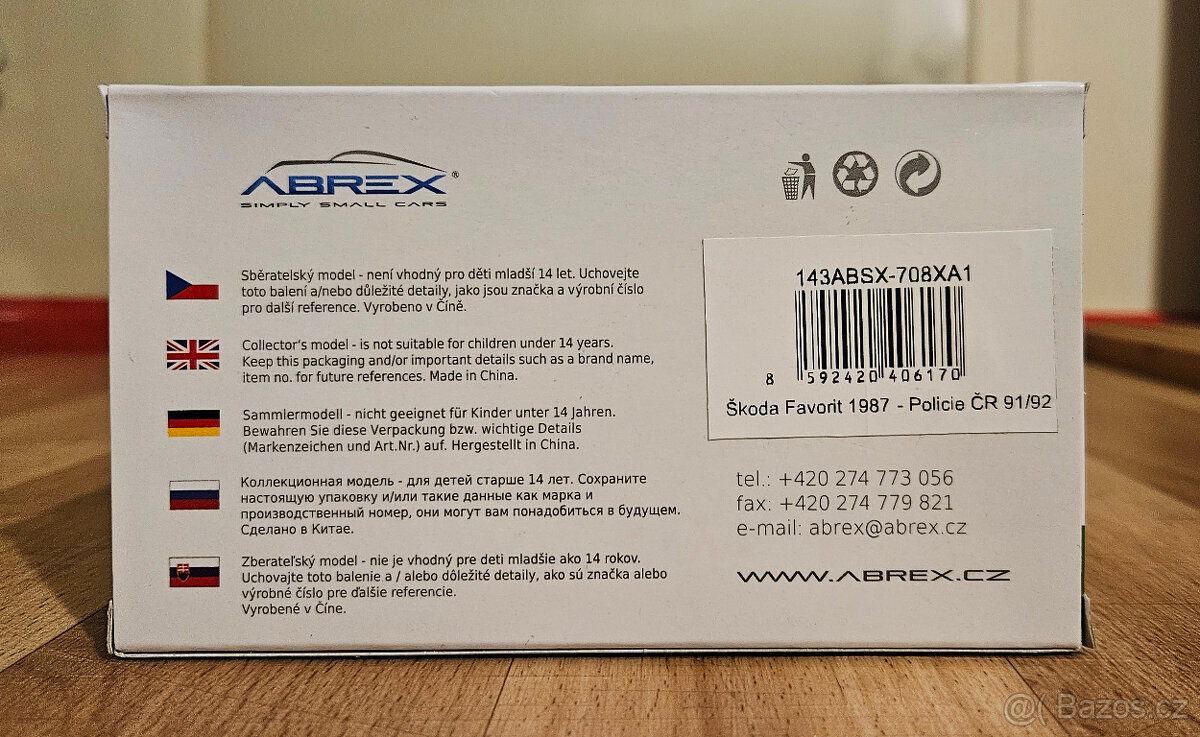 ABREX®
SIMPLY SMALL CARS
Sběratelský model - není vhodný pro děti mladší 14 let. Uchovejte
toto balení a/nebo důležité detaily, jako jsou značka a výrobní číslo
pro další reference. Vyrobeno v Číně.
Collector's model - is not suitable for children under 14 years.
Keep this packaging and/or important details such as a brand name,
item no. for future references. Made in China.
Sammlermodell - nicht geeignet für Kinder unter 14 Jahren.
Bewahren Sie diese Verpackung bzw. wichtige Details
(Markenzeichen und Art.Nr.) auf. Hergestellt in China.
Коллекционная модель - для детей старше 14 лет. Сохраните
настоящую упаковку и/или такие данные как марка и
производственный номер, они могут вам понадобиться в будущем.
Сделано в Китае.
Zberateľský model - nie je vhodný pre deti mladšie ako 14 rokov.
Uchovajte toto balenie a / alebo dôležité detaily, ako sú značka alebo
výrobné číslo pre ďalšie referencie.
Vyrobené v Číne.
143ABSX-708XA1
8 592420 406170
Škoda Favorit 1987 - Policie ČR 91/92
tel.: +420 274 773 056
fax: +420 274 779 821
e-mail: abrex@abrex.cz
WWW.ABREX.CZ
@( Bazos.cz